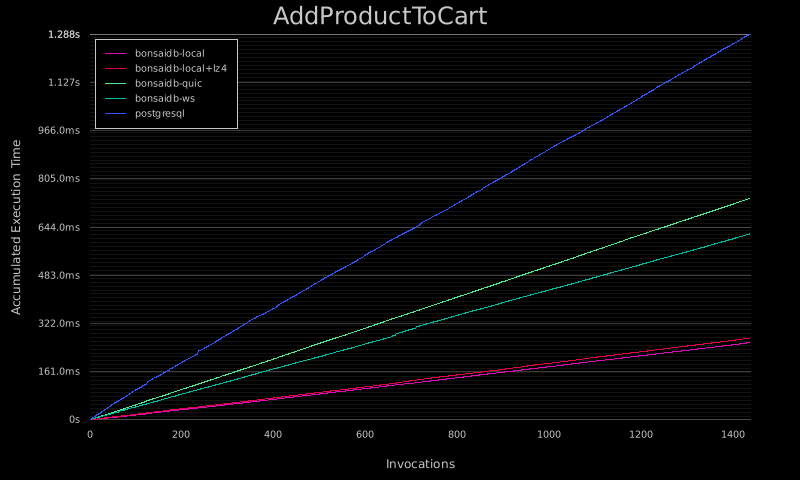 AddProductToCart
1.288s
1.127s
966.0ms
805.0ms
644.0ms
483.0ms
322.0ms
161.0ms
0s
Accumulated Execution Time
bonsaidb-local
bonsaidb-local+lz4
bonsaidb-quic
bonsaidb-ws
postgresql
0 200 400 600 800 1000 1200 1400
Invocations